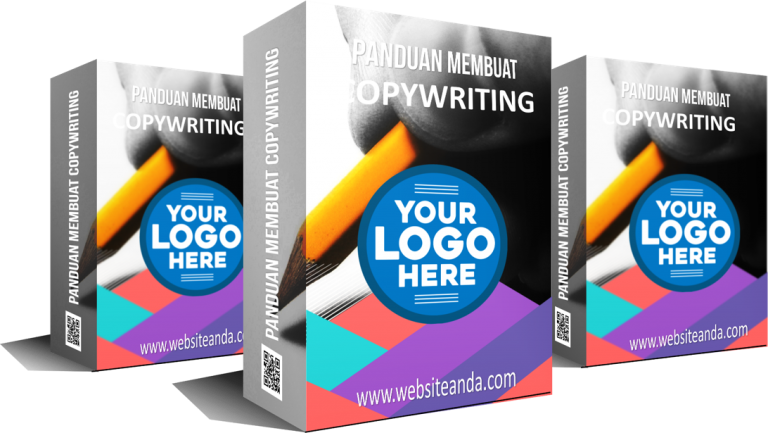 PANDUAN MEMBUAT COPYWRITING
PANDUAN MEMBUAT
COPYWRITING
YOUR
LOGO
HERE
www.websiteanda.co
PANDUAN MEMBUAT COPYWRITING
PANDUAN MEMBUAT
COPYWRITING
YOUR
LOGO
HERE
www.websiteanda.com
PANDUAN MEMBUAT COPYWRITING
PANDUAN MEMBUAT
COPYWRITING
YOUR
LOGO
HERE
www.websiteanda.com